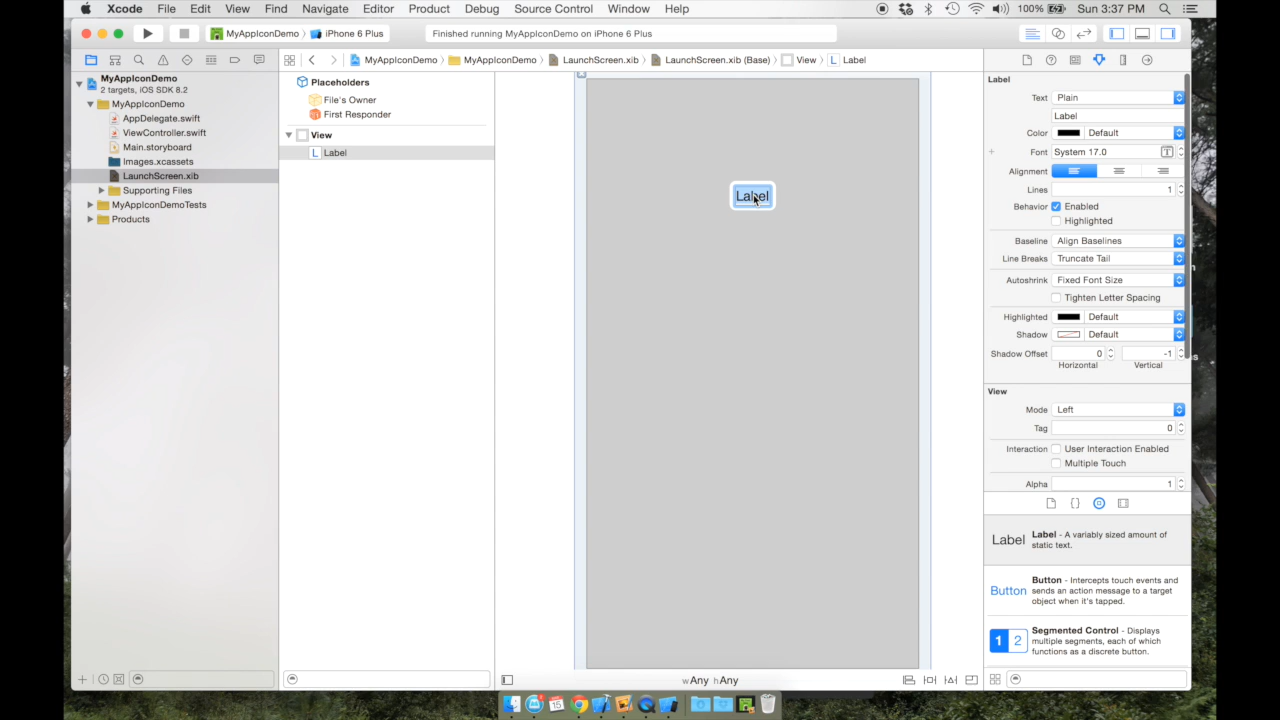 Xcode File Edit View Find Navigate Editor Product Debug Source Control Window Help 100% Sun 3:37 PM
MyAppIconDemo iPhone 6 Plus Finished running MyAppIconDemo on iPhone 6 Plus
MyAppIconDemo MyAppIconDemo LaunchScreen.xib LaunchScreen.xib (Base) View L Label
MyAppIconDemo
2 targets, iOS SDK 8.2
MyAppIconDemo
AppDelegate.swift
ViewController.swift
Main.storyboard
Images.xcassets
LaunchScreen.xib
Supporting Files
MyAppIconDemoTests
Products
Placeholders
File's Owner
First Responder
View
L Label
Label
wAny hAny
Label
Text Plain
Label
Color Default
Font System 17.0 T
Alignment
Lines 1
Behavior Enabled
Highlighted
Baseline Align Baselines
Line Breaks Truncate Tail
Autoshrink Fixed Font Size
Tighten Letter Spacing
Highlighted Default
Shadow Default
Shadow Offset 0 -1
Horizontal Vertical
View
Mode Left
Tag 0
Interaction User Interaction Enabled
Multiple Touch
Alpha 1
Label Label - A variably sized amount of
static text.
Button Button - Intercepts touch events and
sends an action message to a target
object when it's tapped.
1 2 Segmented Control - Displays
multiple segments, each of which
functions as a discrete button.
15